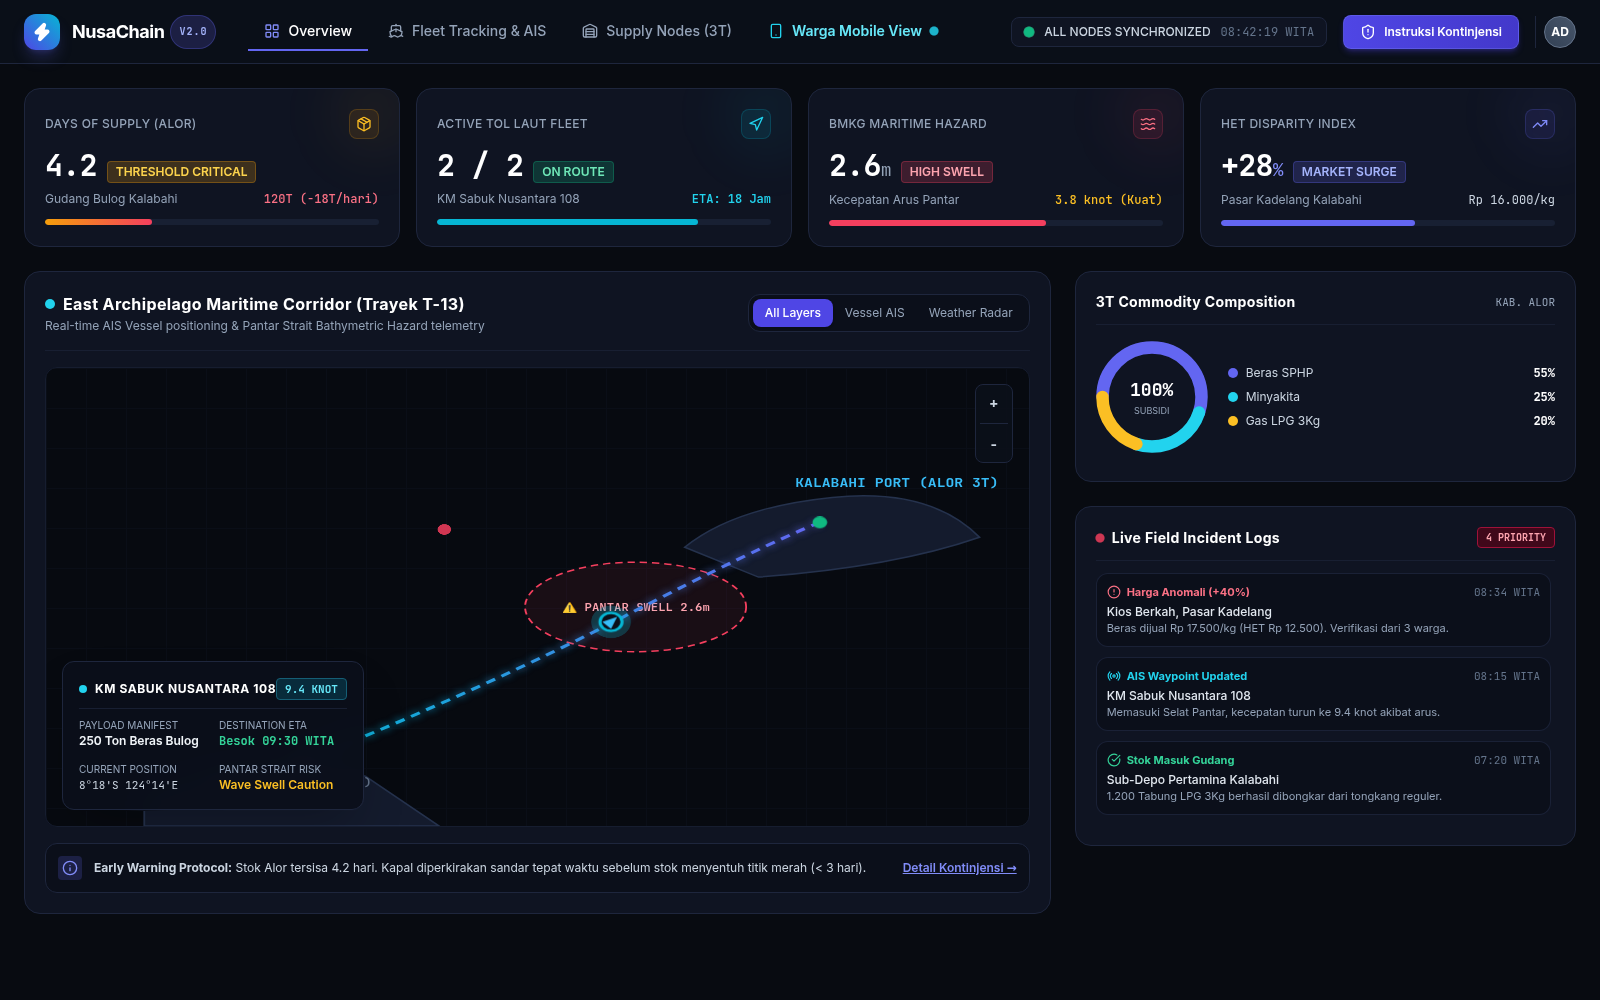 NusaChain V2.0 Overview Fleet Tracking & AIS Supply Nodes (3T) Warga Mobile View ALL NODES SYNCHRONIZED 08:42:19 WITA Instruksi Kontinjensi AD
DAYS OF SUPPLY (ALOR)
4.2 THRESHOLD CRITICAL
Gudang Bulog Kalabahi 120T (-18T/hari)
ACTIVE TOL LAUT FLEET
2 / 2 ON ROUTE
KM Sabuk Nusantara 108 ETA: 18 Jam
BMKG MARITIME HAZARD
2.6m HIGH SWELL
Kecepatan Arus Pantar 3.8 knot (Kuat)
HET DISPARITY INDEX
+28% MARKET SURGE
Pasar Kadelang Kalabahi Rp 16.000/kg
East Archipelago Maritime Corridor (Trayek T-13)
Real-time AIS Vessel positioning & Pantar Strait Bathymetric Hazard telemetry
All Layers Vessel AIS Weather Radar
+
-
KALABAHI PORT (ALOR 3T)
⚠️ PANTAR SWELL 2.6m
KM SABUK NUSANTARA 108 9.4 KNOT
PAYLOAD MANIFEST DESTINATION ETA
250 Ton Beras Bulog Besok 09:30 WITA
CURRENT POSITION PANTAR STRAIT RISK
8°18'S 124°14'E Wave Swell Caution
Early Warning Protocol: Stok Alor tersisa 4.2 hari. Kapal diperkirakan sandar tepat waktu sebelum stok menyentuh titik merah (< 3 hari). Detail Kontinjensi →
3T Commodity Composition KAB. ALOR
100%
SUBSIDI
Beras SPHP 55%
Minyakita 25%
Gas LPG 3Kg 20%
Live Field Incident Logs 4 PRIORITY
Harga Anomali (+40%) 08:34 WITA
Kios Berkah, Pasar Kadelang
Beras dijual Rp 17.500/kg (HET Rp 12.500). Verifikasi dari 3 warga.
AIS Waypoint Updated 08:15 WITA
KM Sabuk Nusantara 108
Memasuki Selat Pantar, kecepatan turun ke 9.4 knot akibat arus.
Stok Masuk Gudang 07:20 WITA
Sub-Depo Pertamina Kalabahi
1.200 Tabung LPG 3Kg berhasil dibongkar dari tongkang reguler.